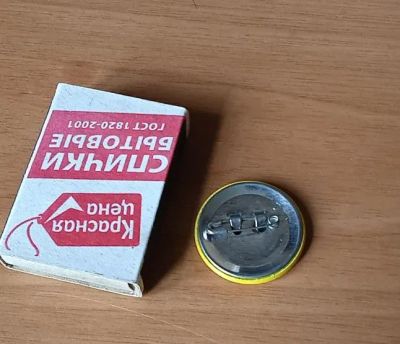 Красная
цена
СПИЧКИ
БЫТОВЫЕ
ГОСТ 1820-2001